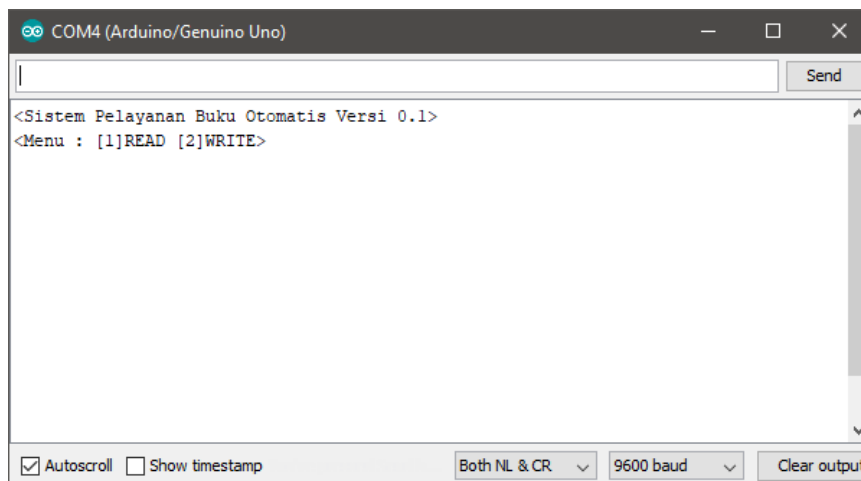 COM4 (Arduino/Genuino Uno)
Send
<Sistem Pelayanan Buku Otomatis Versi 0.1>
<Menu : [1]READ [2]WRITE>
Autoscroll Show timestamp Both NL & CR 9600 baud Clear output